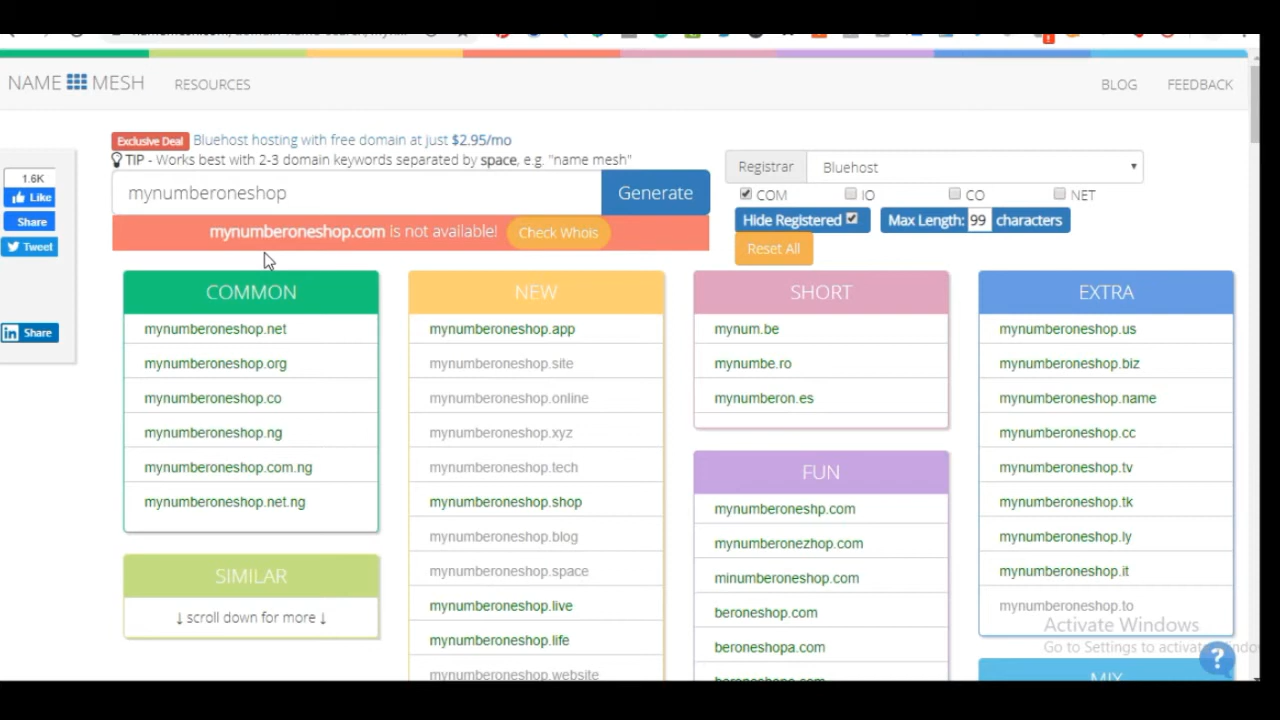 NAME MESH
RESOURCES
BLOG
FEEDBACK
Exclusive Deal Bluehost hosting with free domain at just $2.95/mo
TIP - Works best with 2-3 domain keywords separated by space, e.g. "name mesh"
mynumberoneshop
Generate
mynumberoneshop.com is not available!
Check Whois
Registrar
Bluehost
COM
IO
CO
NET
Hide Registered
Max Length: 99 characters
Reset All
1.6K
Like
Share
Tweet
in Share
COMMON
mynumberoneshop.net
mynumberoneshop.org
mynumberoneshop.co
mynumberoneshop.ng
mynumberoneshop.com.ng
mynumberoneshop.net.ng
SIMILAR
↓ scroll down for more ↓
NEW
mynumberoneshop.app
mynumberoneshop.site
mynumberoneshop.online
mynumberoneshop.xyz
mynumberoneshop.tech
mynumberoneshop.shop
mynumberoneshop.blog
mynumberoneshop.space
mynumberoneshop.live
mynumberoneshop.life
mynumberoneshop.website
SHORT
mynum.be
mynumbe.ro
mynumberon.es
FUN
mynumberoneshp.com
mynumberonezhop.com
minumberoneshop.com
beroneshop.com
beroneshopa.com
EXTRA
mynumberoneshop.us
mynumberoneshop.biz
mynumberoneshop.name
mynumberoneshop.cc
mynumberoneshop.tv
mynumberoneshop.tk
mynumberoneshop.ly
mynumberoneshop.it
mynumberoneshop.to
MIX
Activate Windows
Go to Settings to activate
?